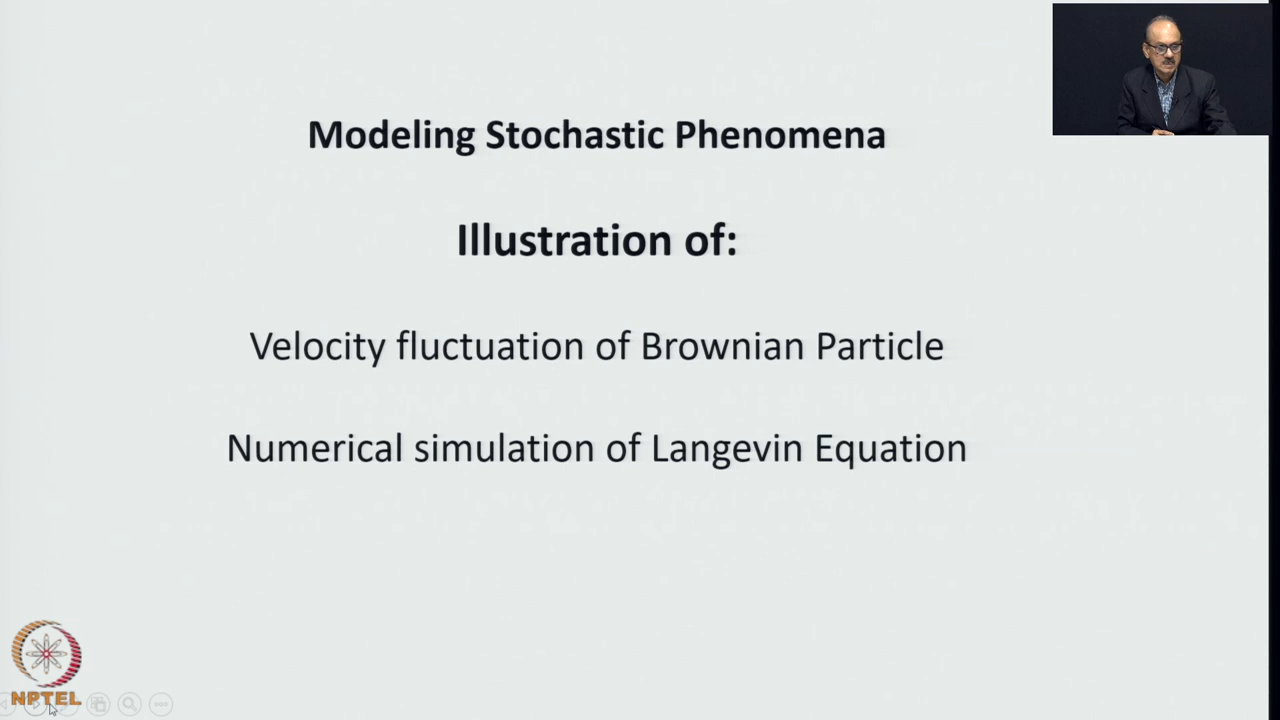 Modeling Stochastic Phenomena
Illustration of:
Velocity fluctuation of Brownian Particle
Numerical simulation of Langevin Equation
NPTEL